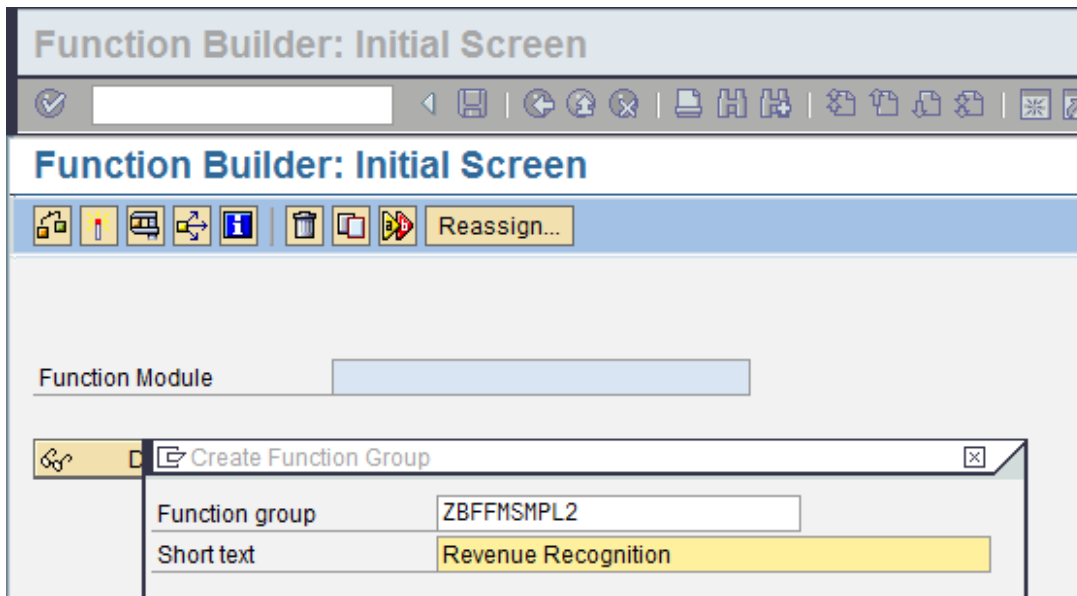 Function Builder: Initial Screen
Function Builder: Initial Screen
Reassign...
Function Module
D
Create Function Group
Function group ZBFFMSMPL2
Short text Revenue Recognition